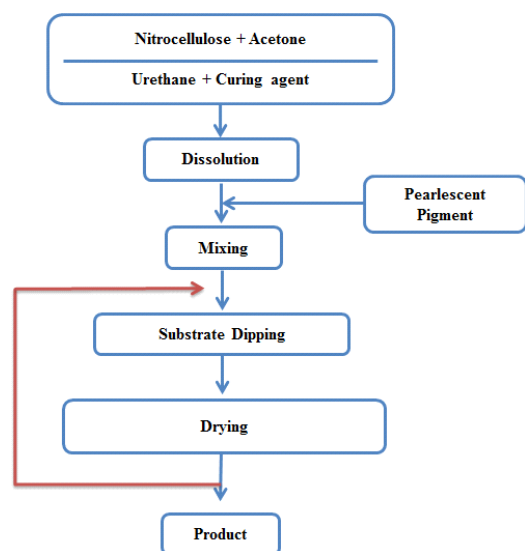 Nitrocellulose + Acetone
Urethane + Curing agent
Dissolution
Pearlescent
Pigment
Mixing
Substrate Dipping
Drying
Product